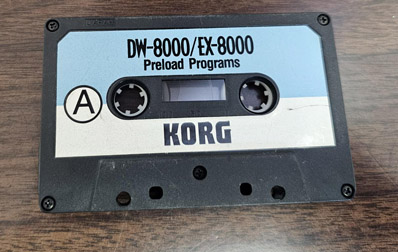 DW-8000/EX-8000
Preload Programs
A
KORG